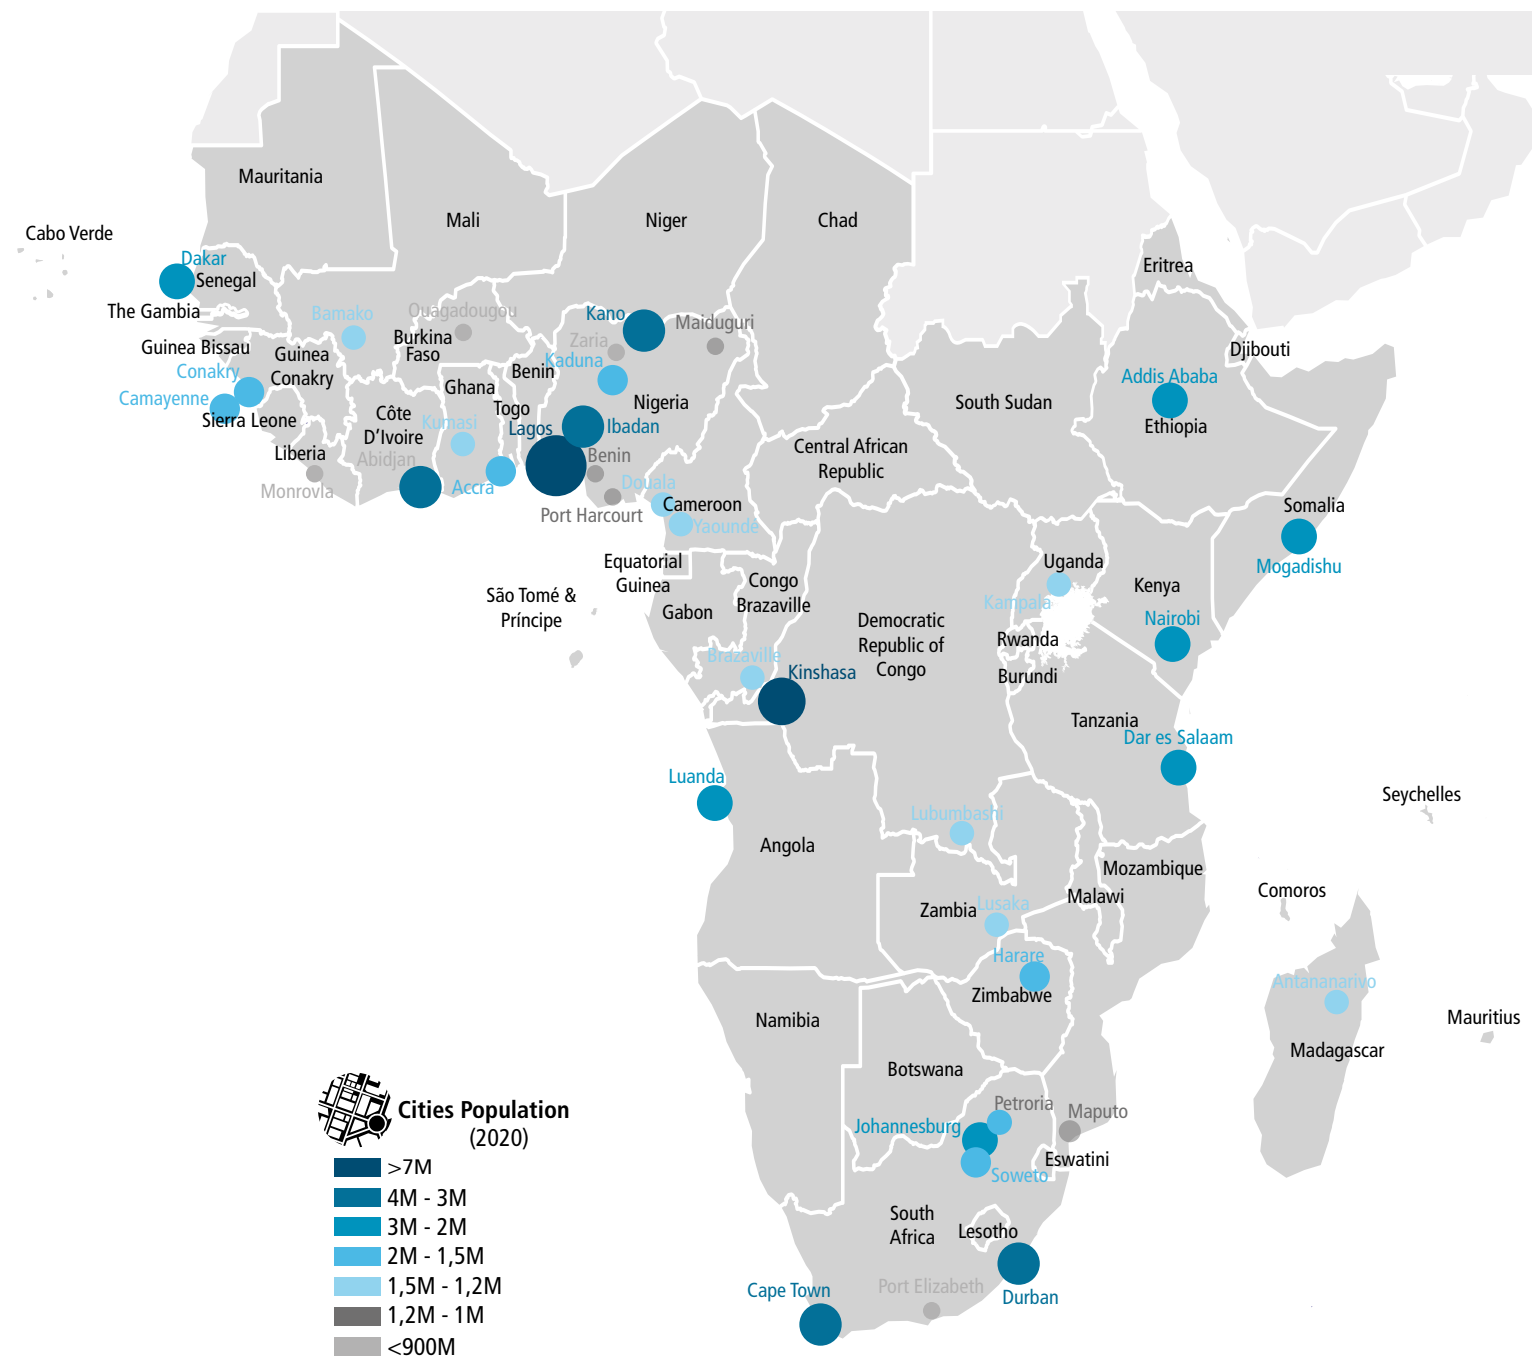 Mauritania
Mali
Niger
Chad
Cabo Verde
Dakar
Senegal
Eritrea
The Gambia
Bamako
Ouagadougou
Kano
Maiduguri
Burkina
Faso
Zaria
Guinea Bissau
Guinea
Conakry
Djibouti
Conakry
Kaduna
Benin
Addis Ababa
Camayenne
Ghana
Togo
Nigeria
South Sudan
Sierra Leone
Côte
D'Ivoire
Kumasi
Lagos
Ibadan
Ethiopia
Liberia
Abidjan
Benin
Central African
Republic
Monrovla
Accra
Douala
Port Harcourt
Cameroon
Yaoundé
Somalia
Mogadishu
Equatorial
Guinea
Uganda
Kenya
São Tomé &
Príncipe
Gabon
Congo
Brazaville
Kampala
Democratic
Republic of
Congo
Nairobi
Rwanda
Brazaville
Kinshasa
Burundi
Tanzania
Dar es Salaam
Luanda
Seychelles
Lubumbashi
Angola
Mozambique
Malawi
Comoros
Zambia
Lusaka
Harare
Zimbabwe
Antananarivo
Namibia
Mauritius
Madagascar
Botswana
Petroria
Maputo
Johannesburg
Eswatini
Soweto
South
Africa
Lesotho
Port Elizabeth
Cape Town
Durban
Cities Population
(2020)
>7M
4M - 3M
3M - 2M
2M - 1,5M
1,5M - 1,2M
1,2M - 1M
<900M